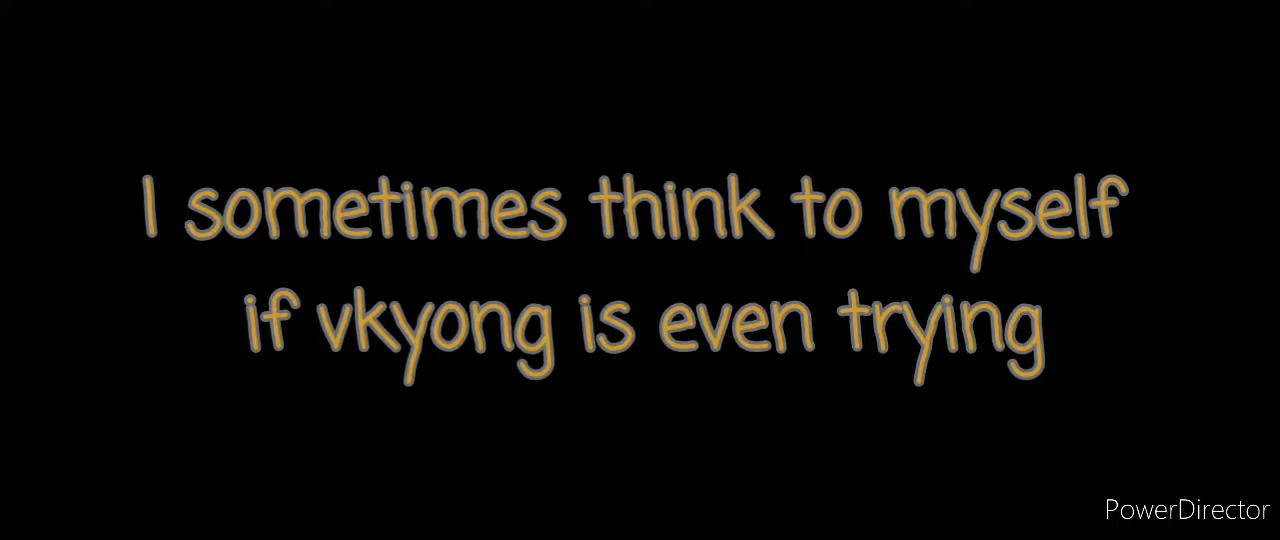 I sometimes think to myself
if vkyong is even trying
PowerDirector